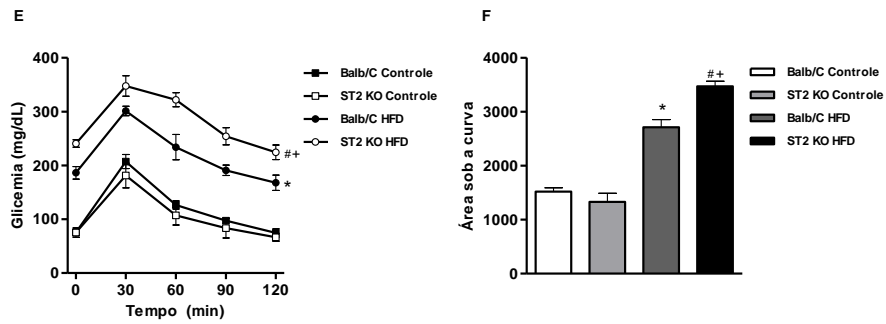 E
400
300
200
100
0
Glicemia (mg/dL)
0 30 60 90 120
Tempo (min)
#+
*
Balb/C Controle
ST2 KO Controle
Balb/C HFD
ST2 KO HFD
F
4000
3000
2000
1000
0
Área sob a curva
*
#+
Balb/C Controle
ST2 KO Controle
Balb/C HFD
ST2 KO HFD